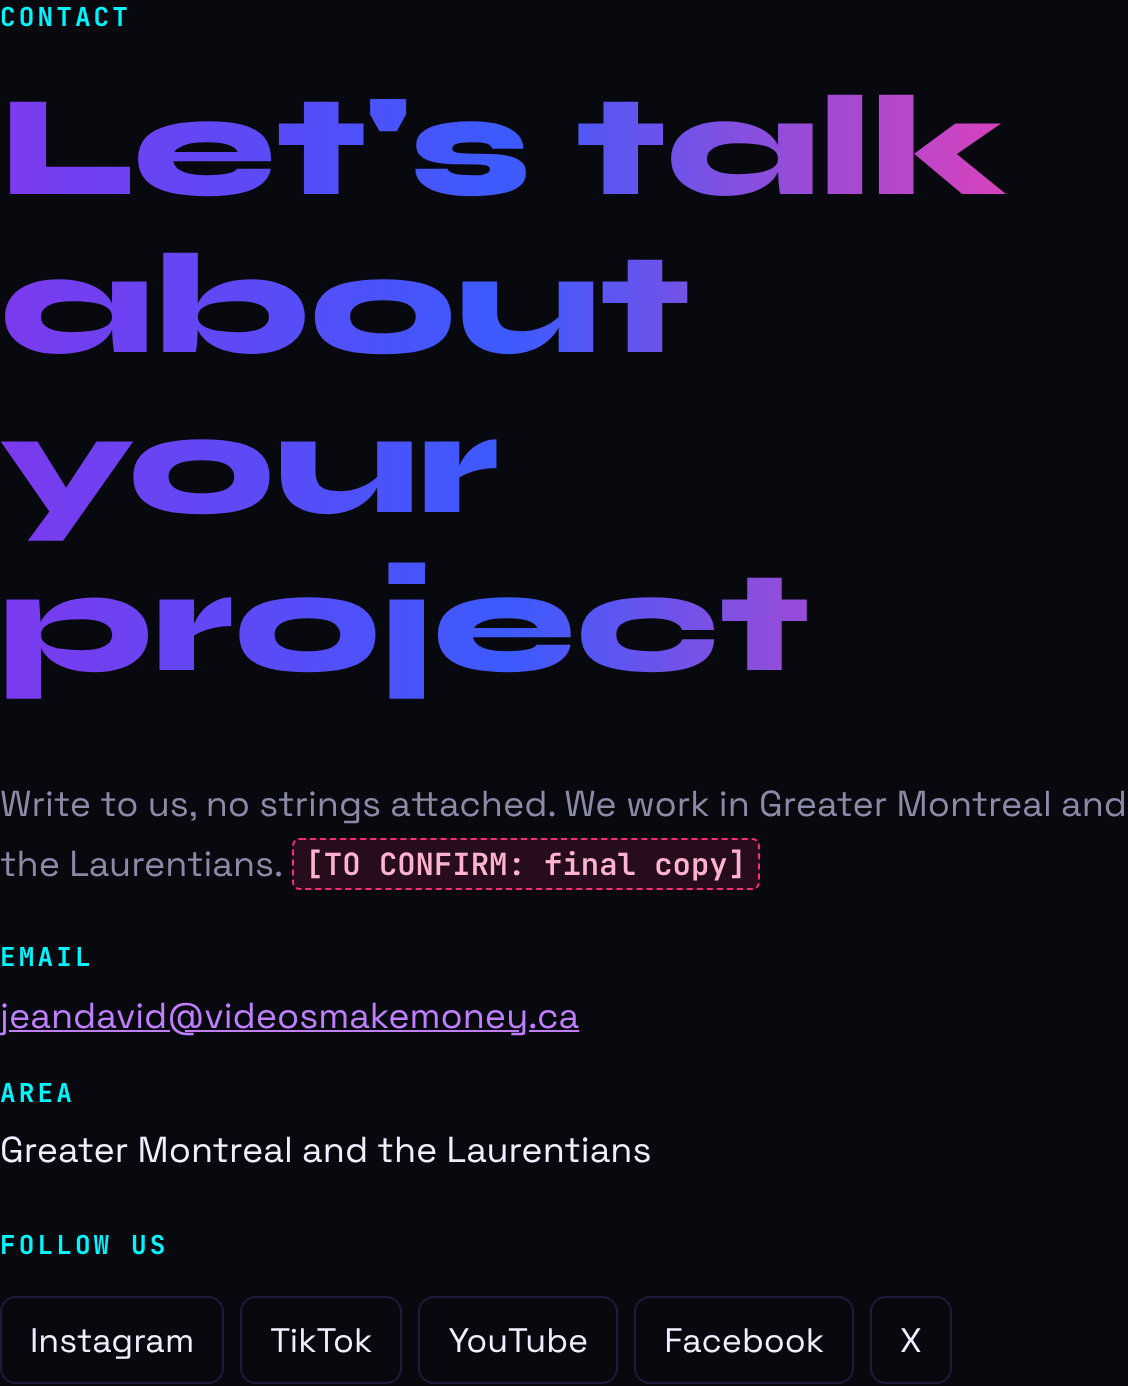 CONTACT
Let's talk
about
your
project
Write to us, no strings attached. We work in Greater Montreal and
the Laurentians. [TO CONFIRM: final copy]
EMAIL
jeandavid@videosmakemoney.ca
AREA
Greater Montreal and the Laurentians
FOLLOW US
Instagram TikTok YouTube Facebook X